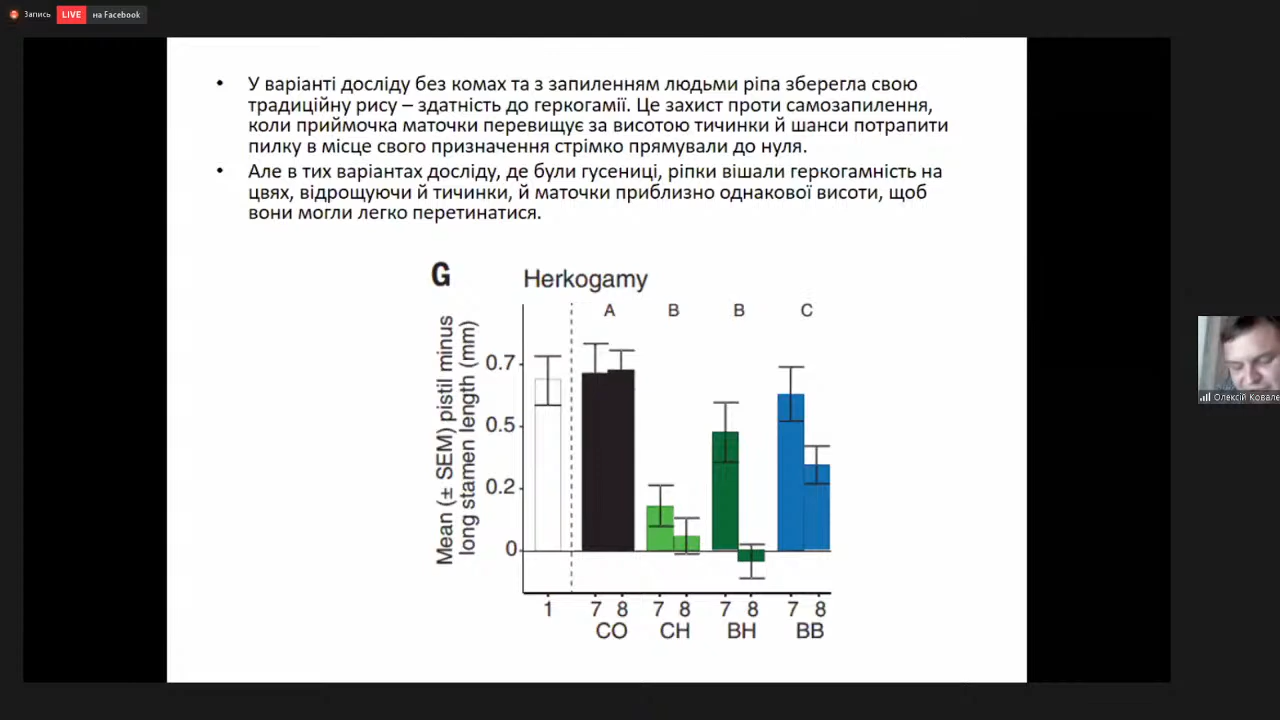 Запись LIVE на Facebook
• У варіанті досліду без комах та з запиленням людьми ріпа зберегла свою
традиційну рису – здатність до геркогамії. Це захист проти самозапилення,
коли приймочка маточки перевищує за висотою тичинки й шанси потрапити
пилку в місце свого призначення стрімко прямували до нуля.
• Але в тих варіантах досліду, де були гусениці, ріпки вішали геркогамність на
цвях, відрощуючи й тичинки, й маточки приблизно однакової висоти, щоб
вони могли легко перетинатися.
G Herkogamy
A B B C
Mean (± SEM) pistil minus
long stamen length (mm)
0.7
0.5
0.2
0
1 7 8 7 8 7 8 7 8
CO CH BH BB
Олексій Ковале